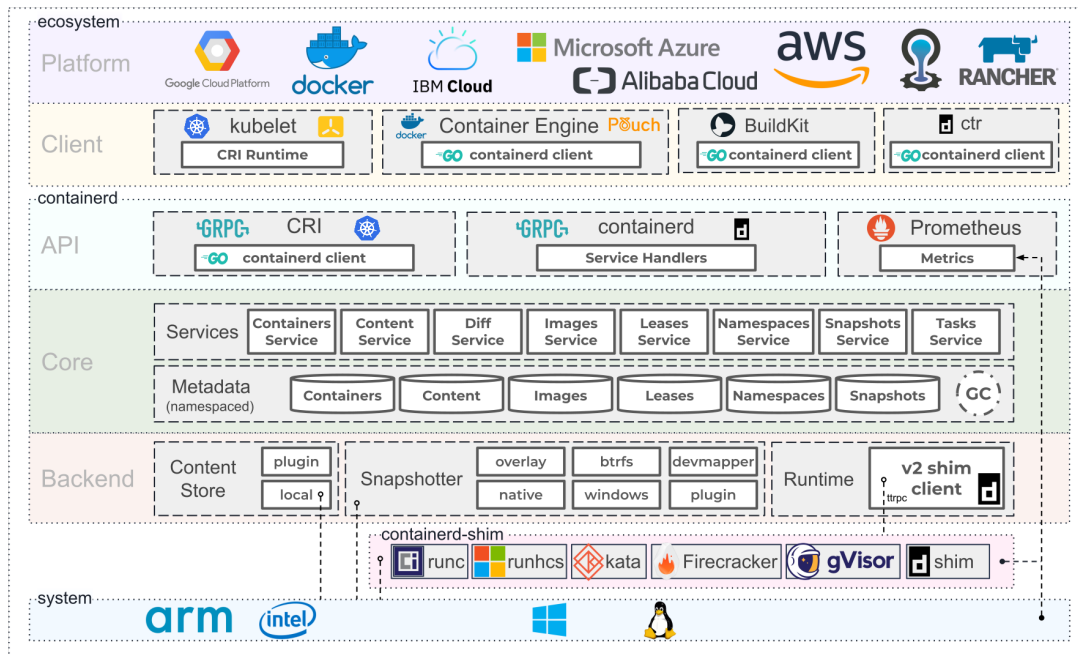 ecosystem
Platform
Google Cloud Platform
docker
IBM Cloud
Microsoft Azure
Alibaba Cloud
aws
RANCHER
Client
kubelet
CRI Runtime
docker
Container Engine
Pouch
GO containerd client
BuildKit
GO containerd client
ctr
GO containerd client
containerd
API
GRPC
CRI
GO containerd client
GRPC
containerd
Service Handlers
Prometheus
Metrics
Core
Services
Containers
Service
Content
Service
Diff
Service
Images
Service
Leases
Service
Namespaces
Service
Snapshots
Service
Tasks
Service
Metadata
(namespaced)
Containers
Content
Images
Leases
Namespaces
Snapshots
GC
Backend
Content
Store
plugin
local
Snapshotter
overlay
btrfs
devmapper
native
windows
plugin
Runtime
v2 shim
client
ttrpc
containerd-shim
runc
runhcs
kata
Firecracker
gVisor
shim
system
arm
intel